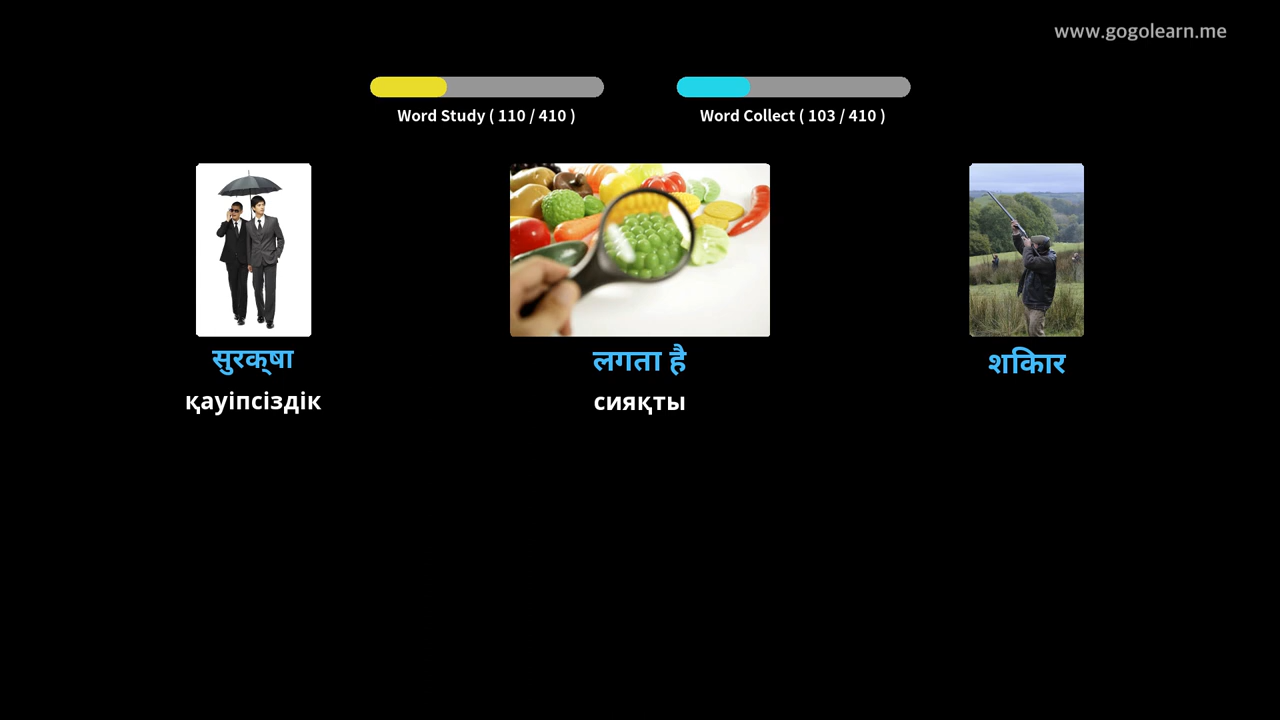 www.gogolearn.me
Word Study ( 110 / 410 )
Word Collect ( 103 / 410 )
सुरक्षा
लगता है
शिकार
қауіпсіздік
сияқты